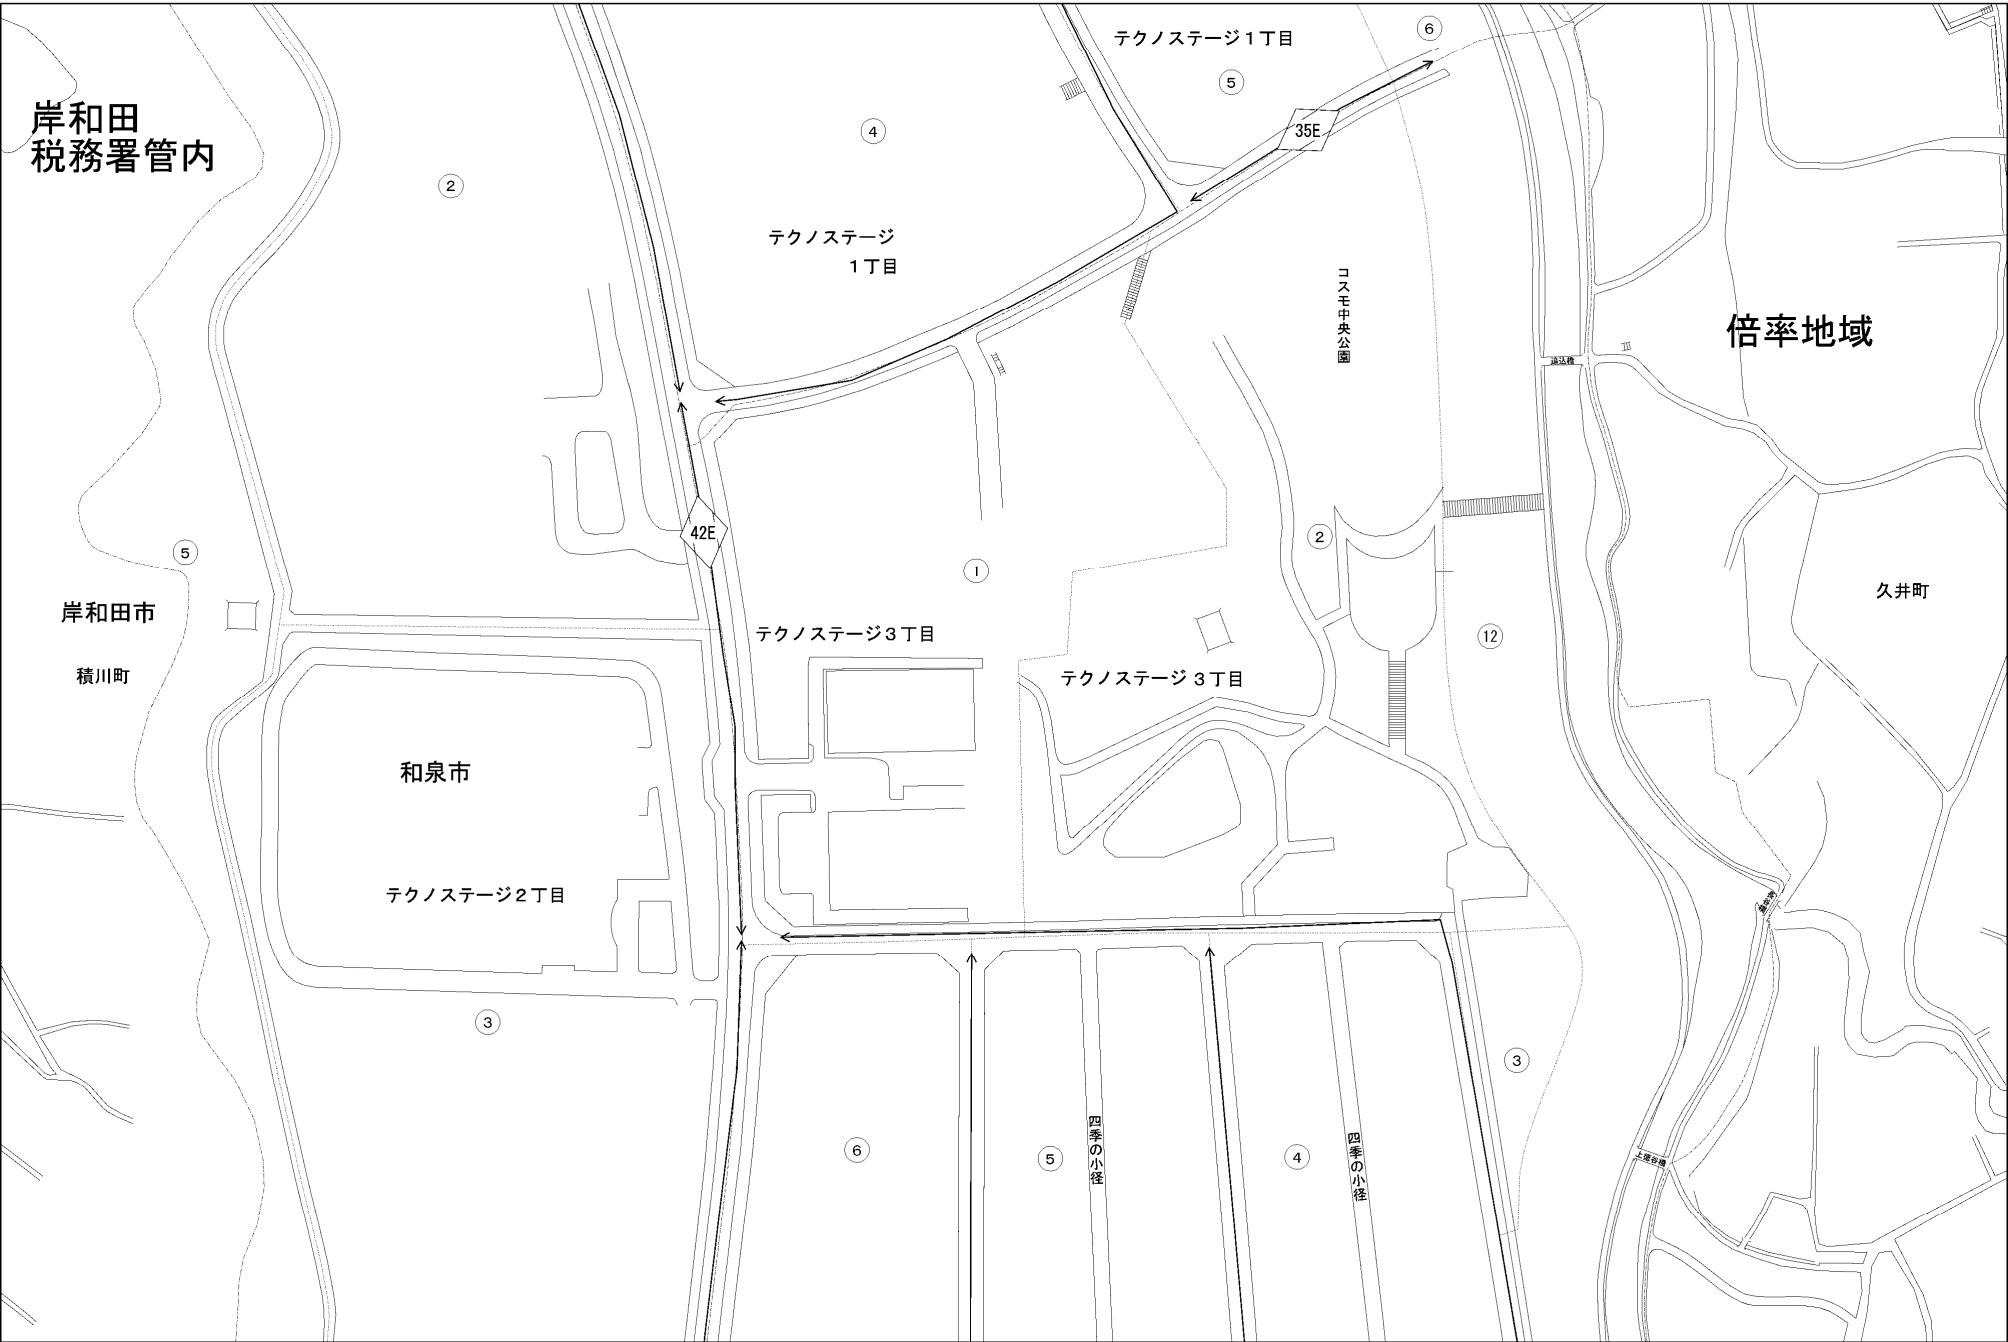 テクノステージ1丁目
⑥
⑤
岸和田
税務署管内
④
35E
②
テクノステージ
1丁目
コスモ中央公園
倍率地域
42E
②
⑤
①
久井町
岸和田市
テクノステージ3丁目
⑫
積川町
テクノステージ3丁目
和泉市
テクノステージ2丁目
③
③
四季の小径
四季の小径
⑥
⑤
④